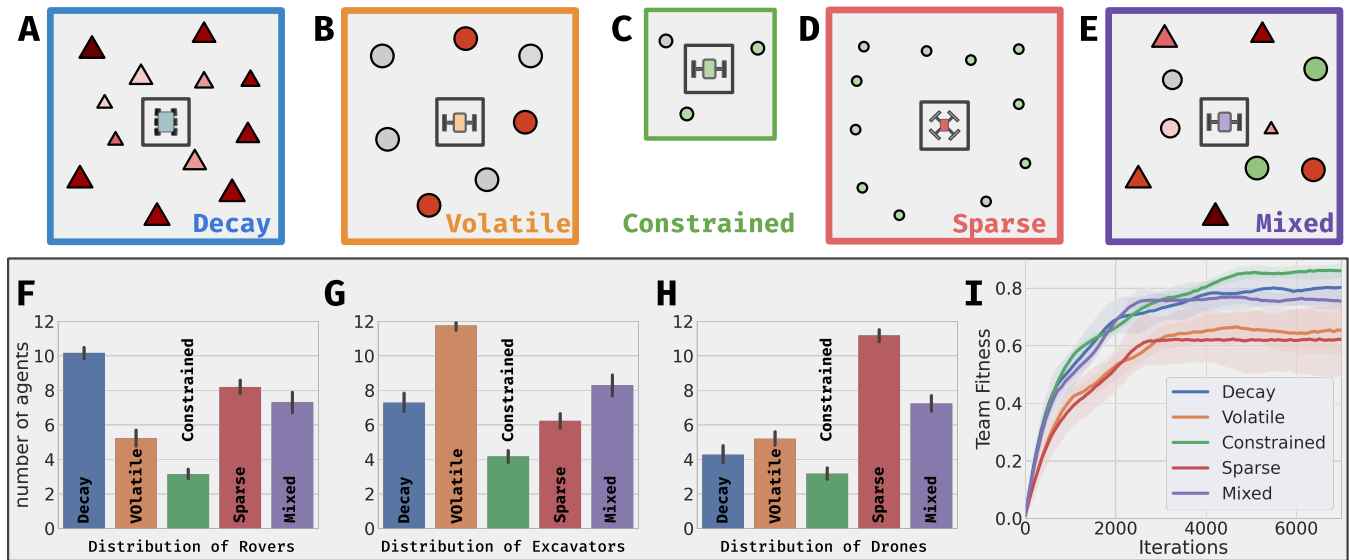 A
B
C
D
E
Decay
Volatile
Constrained
Sparse
Mixed
F
G
H
I
number of agents
12
10
8
6
4
2
0
Decay
VOlatile
Constrained
Sparse
Mixed
Distribution of Rovers
12
10
8
6
4
2
0
Decay
VOlatile
Constrained
Sparse
Mixed
Distribution of Excavators
12
10
8
6
4
2
0
Decay
VOlatile
Constrained
Sparse
Mixed
Distribution of Drones
Team Fitness
0.8
0.6
0.4
0.2
0.0
0
2000
4000
6000
Iterations
Decay
Volatile
Constrained
Sparse
Mixed